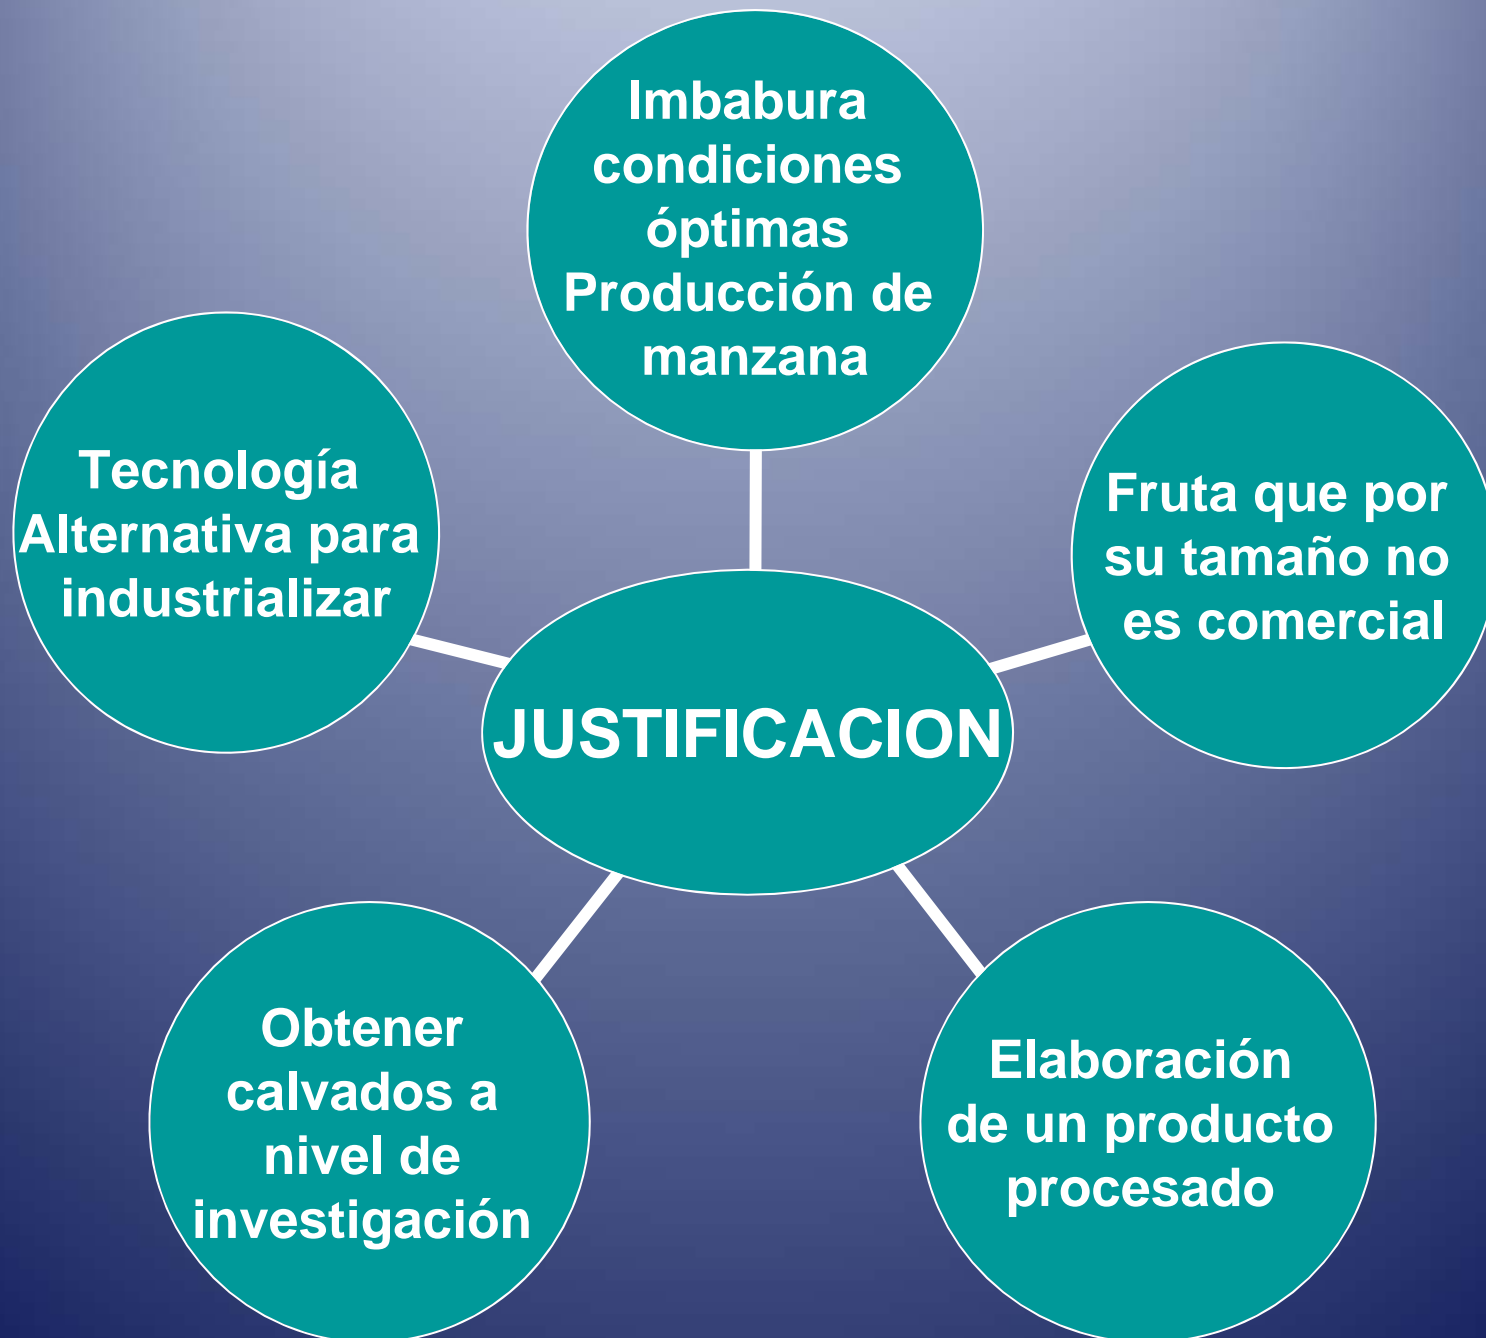 Imbabura
condiciones
óptimas
Producción de
manzana
Tecnología
Alternativa para
industrializar
Fruta que por
su tamaño no
es comercial
JUSTIFICACION
Obtener
calvados a
nivel de
investigación
Elaboración
de un producto
procesado